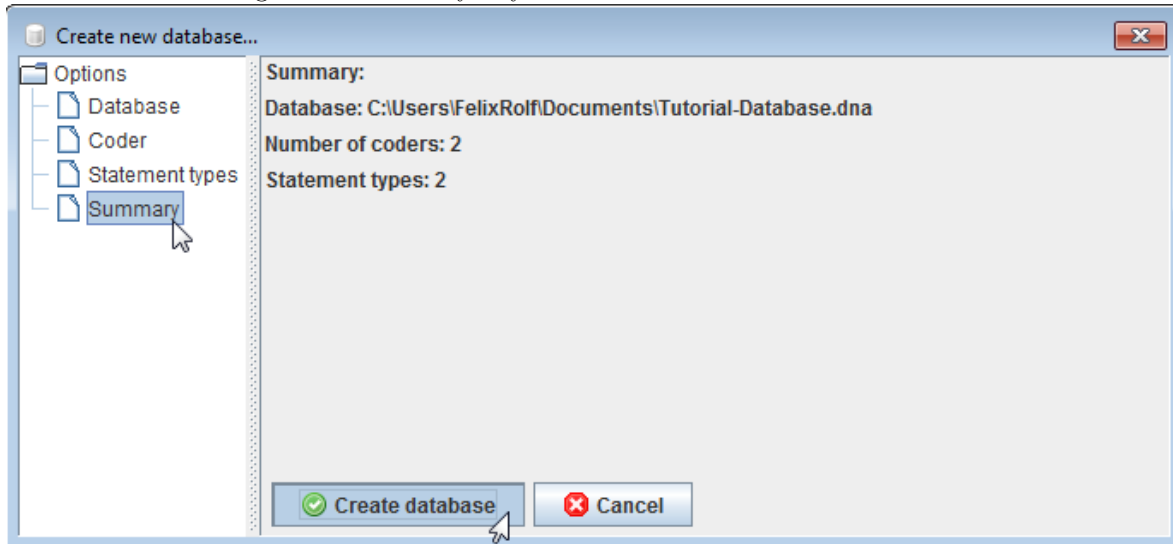 Create new database...
Options
Database
Coder
Statement types
Summary
Summary:
Database: C:\Users\FelixRolf\Documents\Tutorial-Database.dna
Number of coders: 2
Statement types: 2
Create database
Cancel